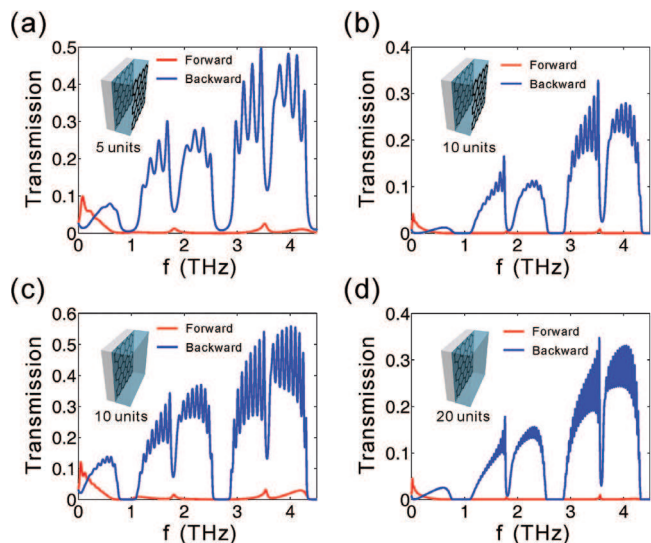 (a)
Transmission
0.5
0.4
0.3
0.2
0.1
0
Forward
Backward
5 units
0 1 2 3 4
f (THz)
(b)
Transmission
0.4
0.3
0.2
0.1
0
Forward
Backward
10 units
0 1 2 3 4
f (THz)
(c)
Transmission
0.6
0.5
0.4
0.3
0.2
0.1
0
Forward
Backward
10 units
0 1 2 3 4
f (THz)
(d)
Transmission
0.4
0.3
0.2
0.1
0
Forward
Backward
20 units
0 1 2 3 4
f (THz)